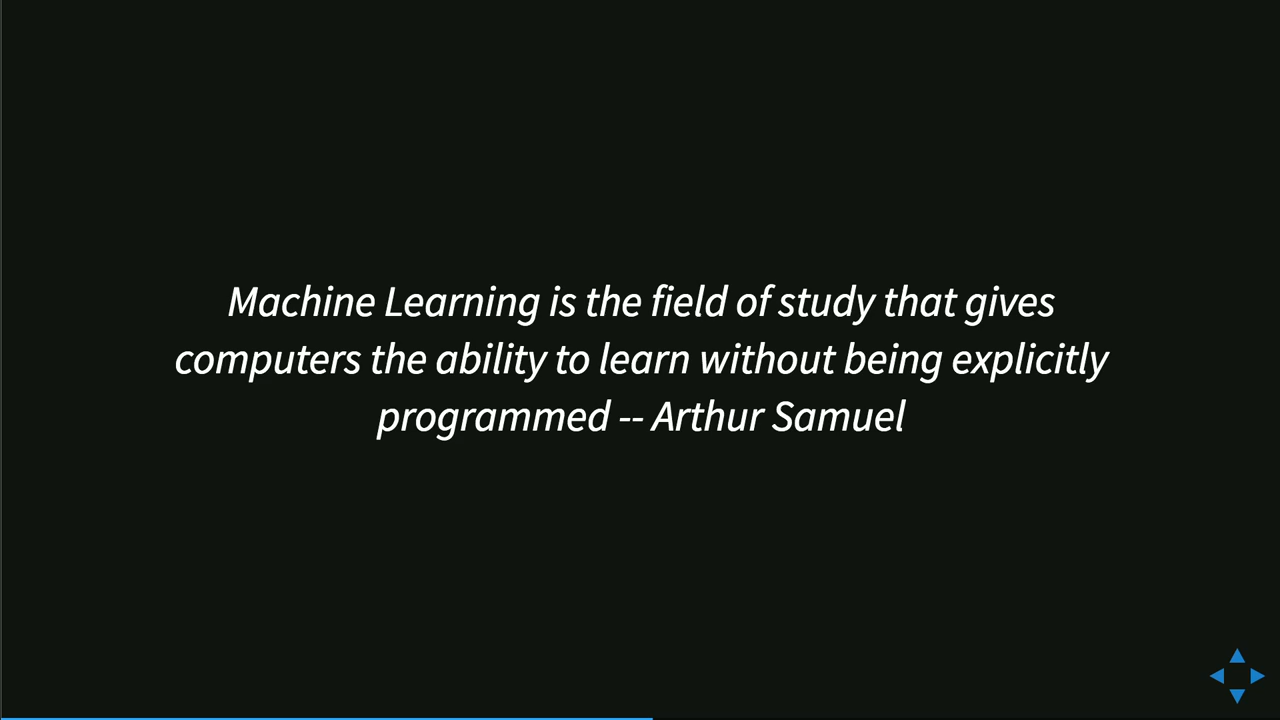 Machine Learning is the field of study that gives
computers the ability to learn without being explicitly
programmed -- Arthur Samuel